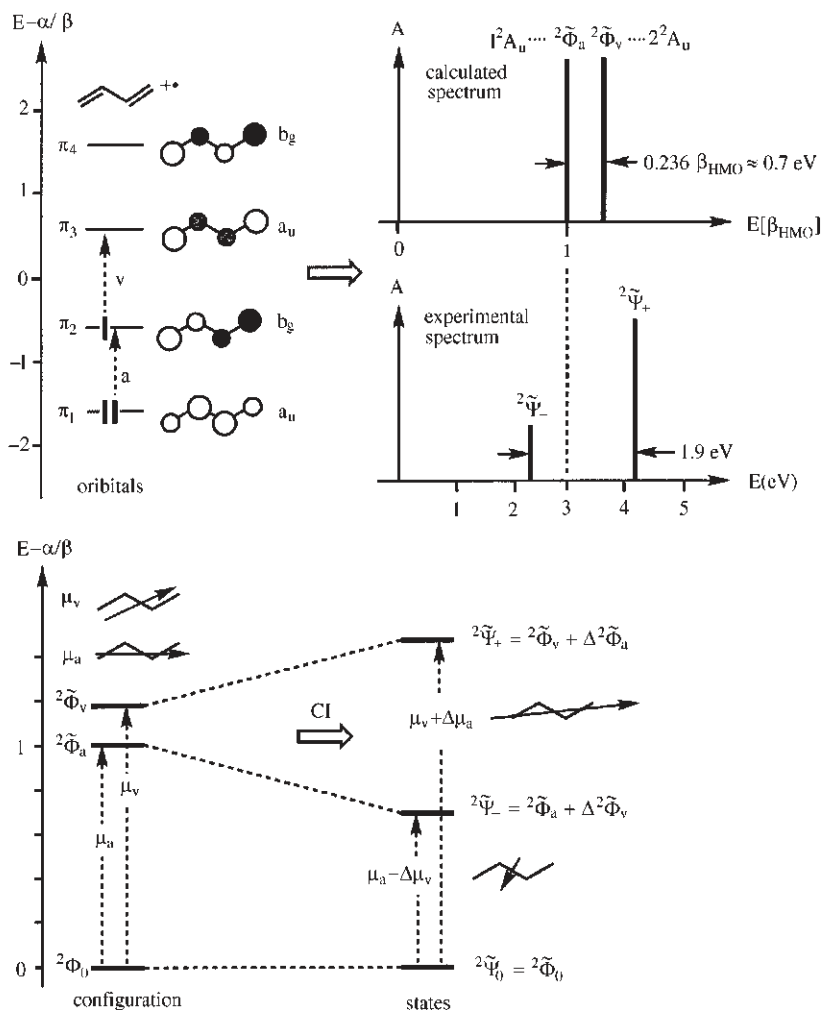 E–α/ β
+•
2
π4
bg
1
π3
au
v
0
π2
bg
–1
a
π1
au
–2
oribitals
A
1²Au ···· ²Φ̃a ²Φ̃v ···· 2²Au
calculated
spectrum
0.236 βHMO ≈ 0.7 eV
0
1
E[βHMO]
A
experimental
spectrum
²Ψ̃+
²Ψ̃–
1.9 eV
1 2 3 4 5
E(eV)
E–α/β
μv
μa
²Φ̃v
1
²Φ̃a
μa
μv
CI
²Ψ̃+ = ²Φ̃v + Δ²Φ̃a
μv+Δμa
²Ψ̃– = ²Φ̃a + Δ²Φ̃v
μa–Δμv
0
²Φ0
²Ψ̃0 = ²Φ̃0
configuration
states